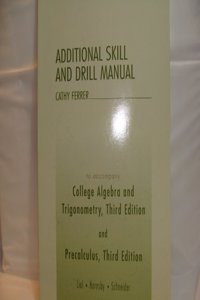 ADDITIONAL SKILL
AND DRILL MANUAL
CATHY FERRER
to accompany
College Algebra and
Trigonometry, Third Edition
and
Precalculus, Third Edition
Lial • Hornsby • Schneider